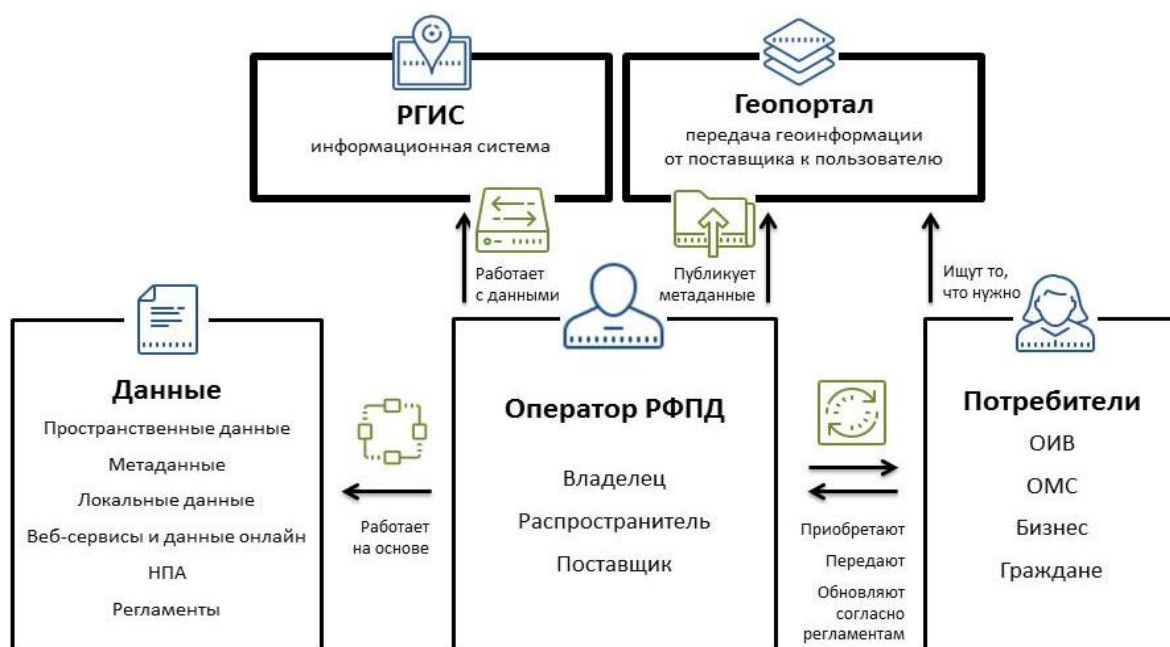 РГИС
информационная система
Геопортал
передача геоинформации
от поставщика к пользователю
Работает
с данными
Публикует
метаданные
Ищут то,
что нужно
Данные
Пространственные данные
Метаданные
Локальные данные
Веб-сервисы и данные онлайн
НПА
Регламенты
Работает
на основе
Оператор РФПД
Владелец
Распространитель
Поставщик
Приобретают
Передают
Обновляют
согласно
регламентам
Потребители
ОИВ
ОМС
Бизнес
Граждане